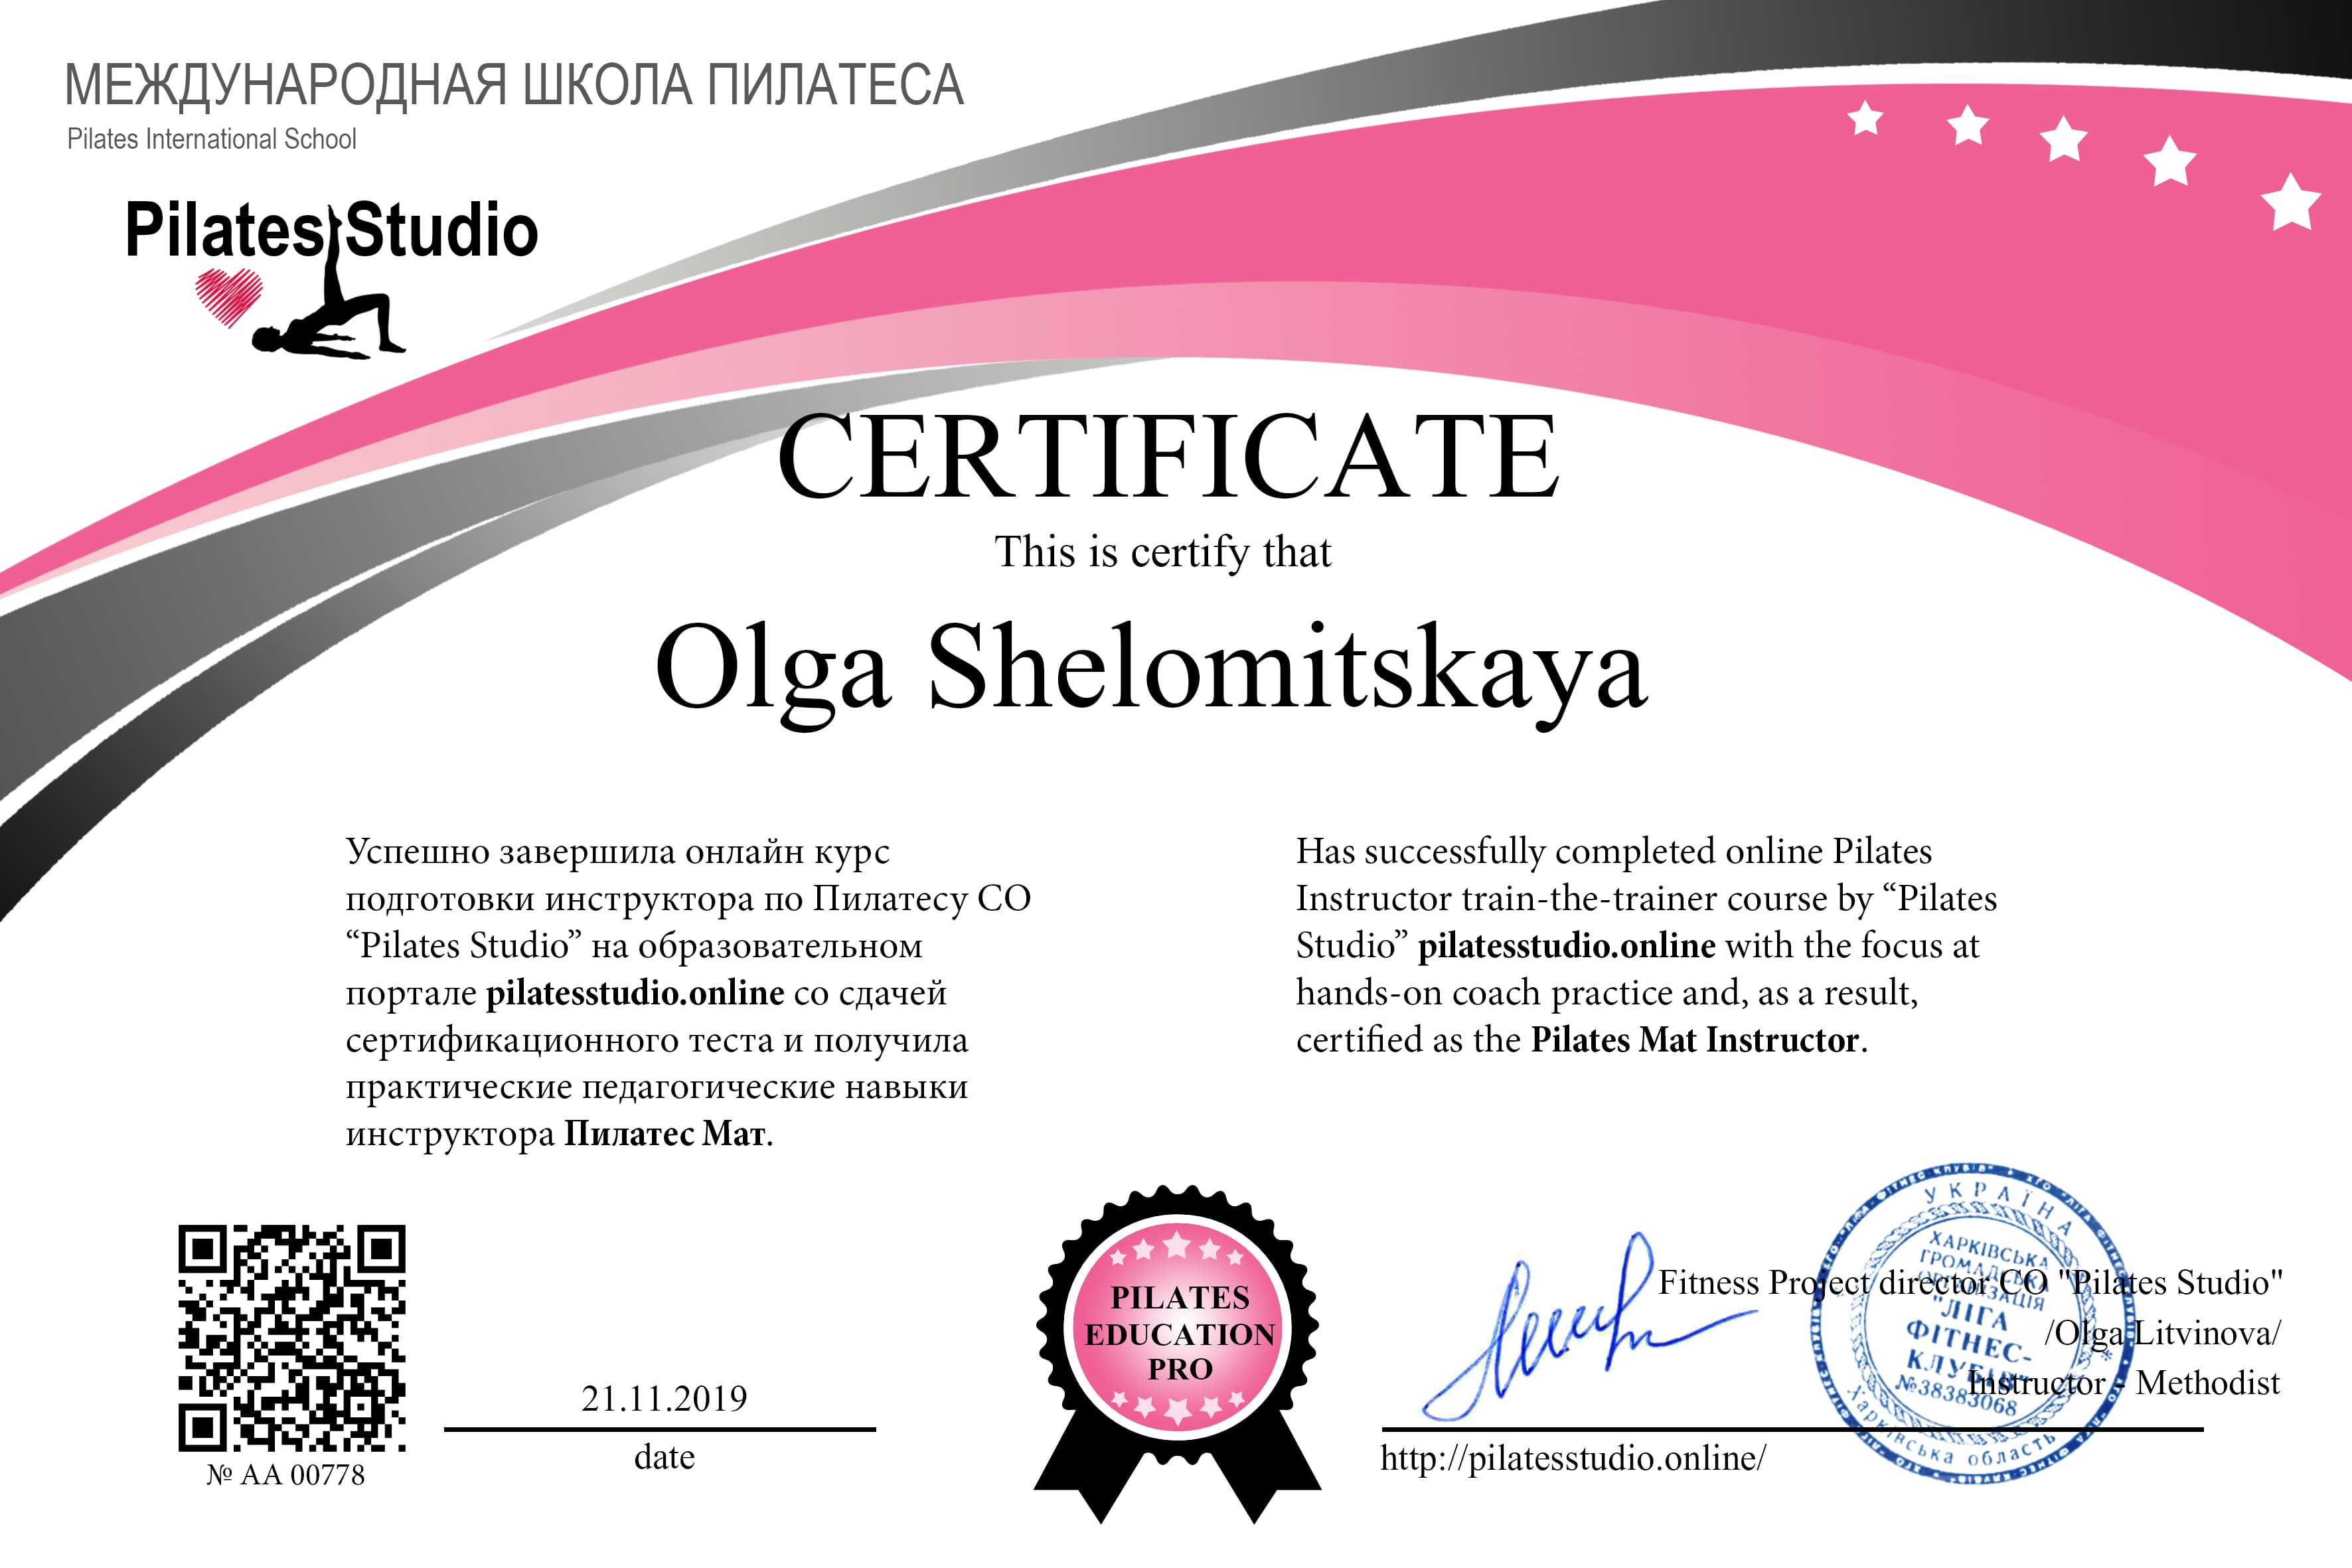 МЕЖДУНАРОДНАЯ ШКОЛА ПИЛАТЕСА
Pilates International School
Pilates Studio
CERTIFICATE
This is certify that
Olga Shelomitskaya
Успешно завершила онлайн курс
подготовки инструктора по Пилатесу СО
“Pilates Studio” на образовательном
портале pilatesstudio.online со сдачей
сертификационного теста и получила
практические педагогические навыки
инструктора Пилатес Мат.
Has successfully completed online Pilates
Instructor train-the-trainer course by “Pilates
Studio” pilatesstudio.online with the focus at
hands-on coach practice and, as a result,
certified as the Pilates Mat Instructor.
№ АА 00778
21.11.2019
date
PILATES
EDUCATION
PRO
Fitness Project director СО "Pilates Studio"
/Olga Litvinova/
Instructor - Methodist
http://pilatesstudio.online/
УКРАЇНА
ХАРКІВСЬКА
ГРОМАДСЬКА
ОРГАНІЗАЦІЯ
"ЛІГА
ФІТНЕС-
КЛУБІВ"
№38383068
Харківська область